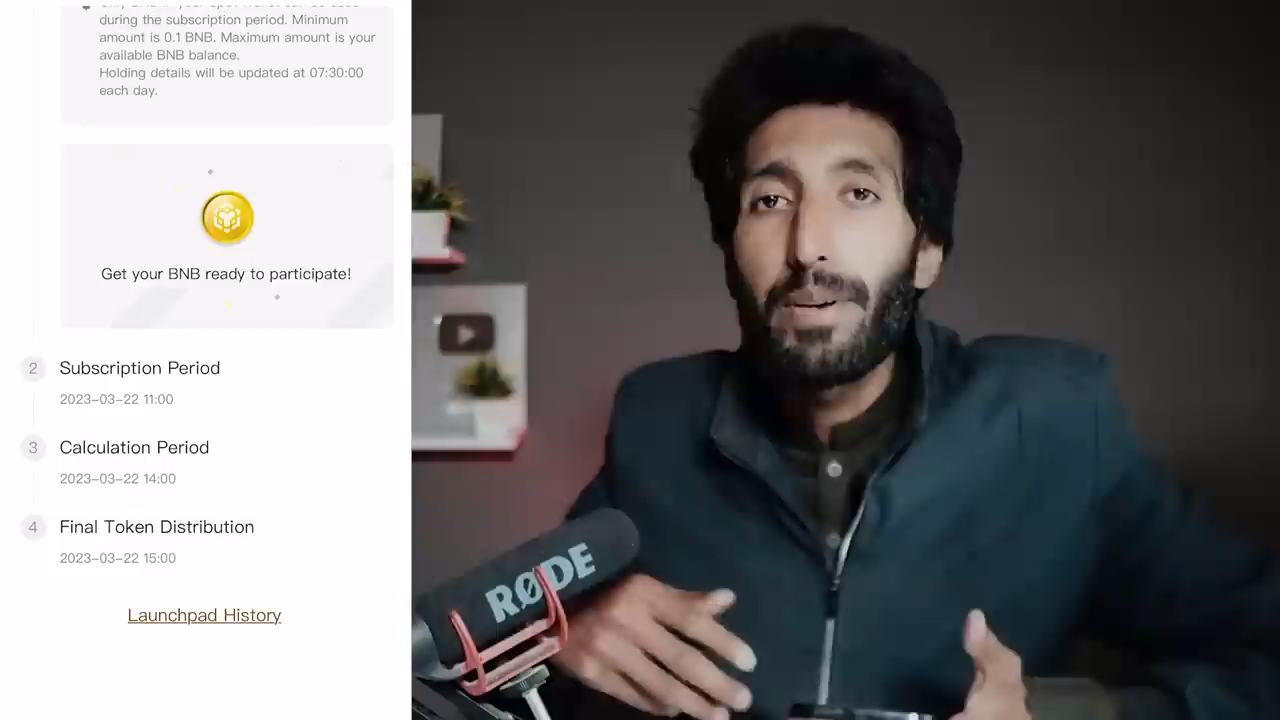 during the subscription period. Minimum
amount is 0.1 BNB. Maximum amount is your
available BNB balance.
Holding details will be updated at 07:30:00
each day.
Get your BNB ready to participate!
2 Subscription Period
2023-03-22 11:00
3 Calculation Period
2023-03-22 14:00
4 Final Token Distribution
2023-03-22 15:00
Launchpad History
RØDE